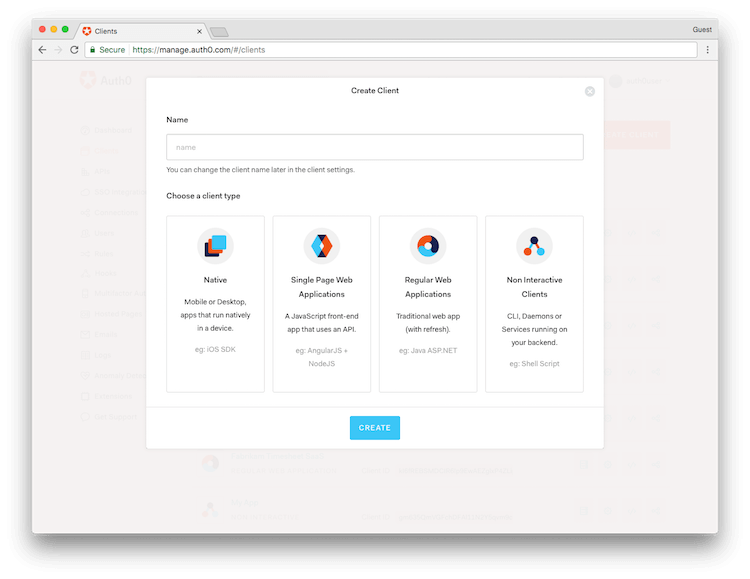 Clients
Guest
Secure
https://manage.auth0.com/#/clients
Auth0
Create Client
Name
name
You can change the client name later in the client settings.
Choose a client type
Native
Mobile or Desktop,
apps that run natively
in a device.
eg: iOS SDK
Single Page Web
Applications
A JavaScript front-end
app that uses an API.
eg: AngularJS +
NodeJS
Regular Web
Applications
Traditional web app
(with refresh).
eg: Java ASP.NET
Non Interactive
Clients
CLI, Daemons or
Services running on
your backend.
eg: Shell Script
CREATE